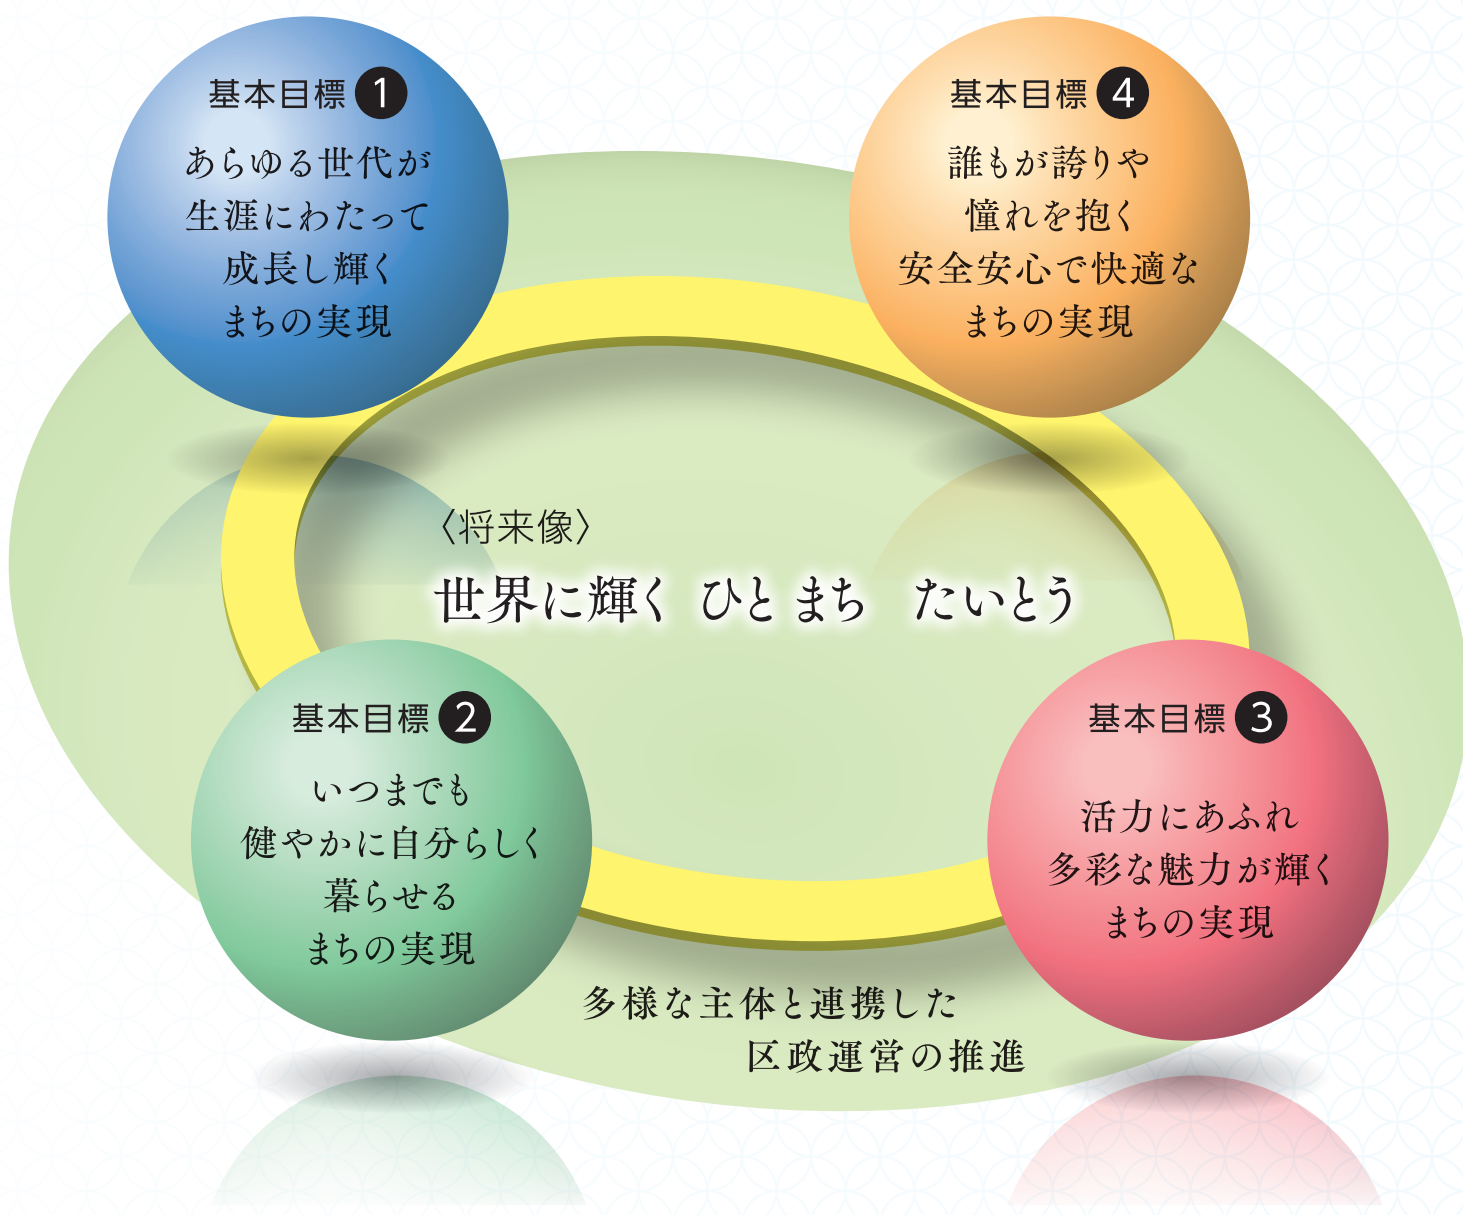 基本目標 1
あらゆる世代が
生涯にわたって
成長し輝く
まちの実現
基本目標 4
誰もが誇りや
憧れを抱く
安全安心で快適な
まちの実現
〈将来像〉
世界に輝く ひと まち　たいとう
基本目標 2
いつまでも
健やかに自分らしく
暮らせる
まちの実現
基本目標 3
活力にあふれ
多彩な魅力が輝く
まちの実現
多様な主体と連携した
区政運営の推進